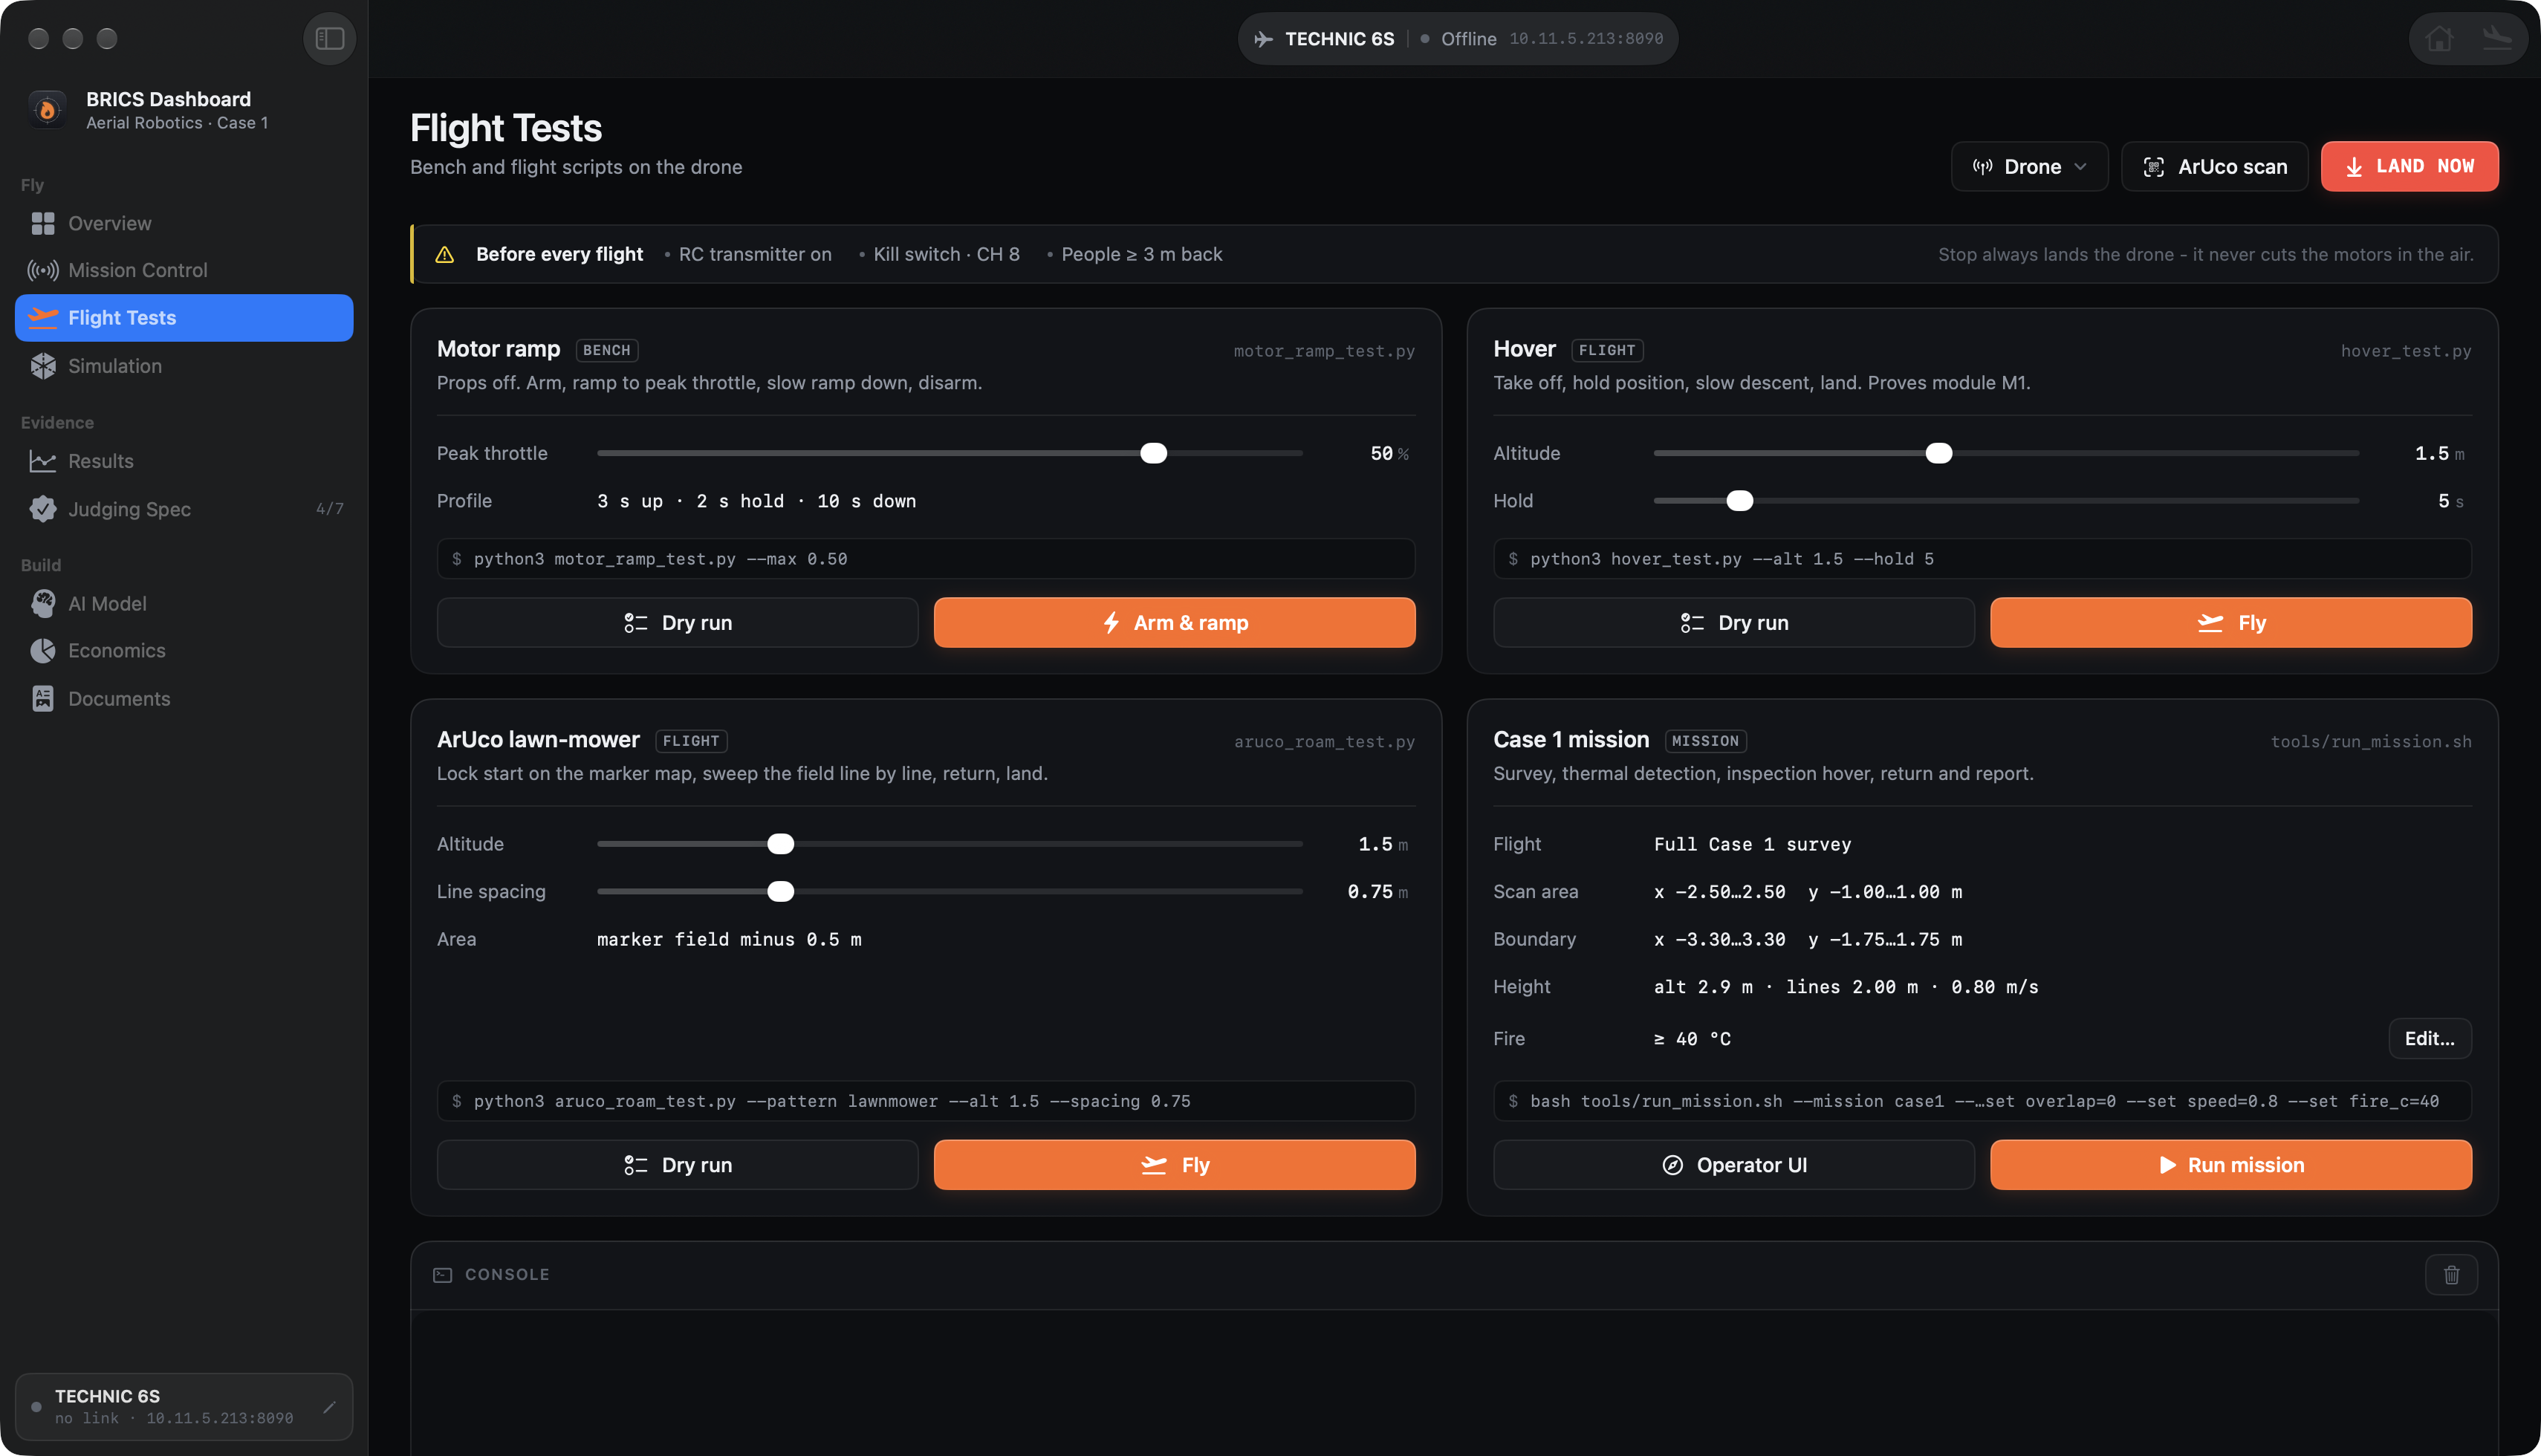 TECHNIC 6S
Offline 10.11.5.213:8090
BRICS Dashboard
Aerial Robotics · Case 1
Fly
Overview
Mission Control
Flight Tests
Simulation
Evidence
Results
Judging Spec 4/7
Build
AI Model
Economics
Documents
TECHNIC 6S
no link · 10.11.5.213:8090
Flight Tests
Bench and flight scripts on the drone
Drone
ArUco scan
LAND NOW
Before every flight • RC transmitter on • Kill switch · CH 8 • People ≥ 3 m back
Stop always lands the drone - it never cuts the motors in the air.
Motor ramp BENCH motor_ramp_test.py
Props off. Arm, ramp to peak throttle, slow ramp down, disarm.
Peak throttle 50 %
Profile 3 s up · 2 s hold · 10 s down
$ python3 motor_ramp_test.py --max 0.50
Dry run
Arm & ramp
Hover FLIGHT hover_test.py
Take off, hold position, slow descent, land. Proves module M1.
Altitude 1.5 m
Hold 5 s
$ python3 hover_test.py --alt 1.5 --hold 5
Dry run
Fly
ArUco lawn-mower FLIGHT aruco_roam_test.py
Lock start on the marker map, sweep the field line by line, return, land.
Altitude 1.5 m
Line spacing 0.75 m
Area marker field minus 0.5 m
$ python3 aruco_roam_test.py --pattern lawnmower --alt 1.5 --spacing 0.75
Dry run
Fly
Case 1 mission MISSION tools/run_mission.sh
Survey, thermal detection, inspection hover, return and report.
Flight Full Case 1 survey
Scan area x −2.50…2.50 y −1.00…1.00 m
Boundary x −3.30…3.30 y −1.75…1.75 m
Height alt 2.9 m · lines 2.00 m · 0.80 m/s
Fire ≥ 40 °C
Edit...
$ bash tools/run_mission.sh --mission case1 --…set overlap=0 --set speed=0.8 --set fire_c=40
Operator UI
Run mission
CONSOLE